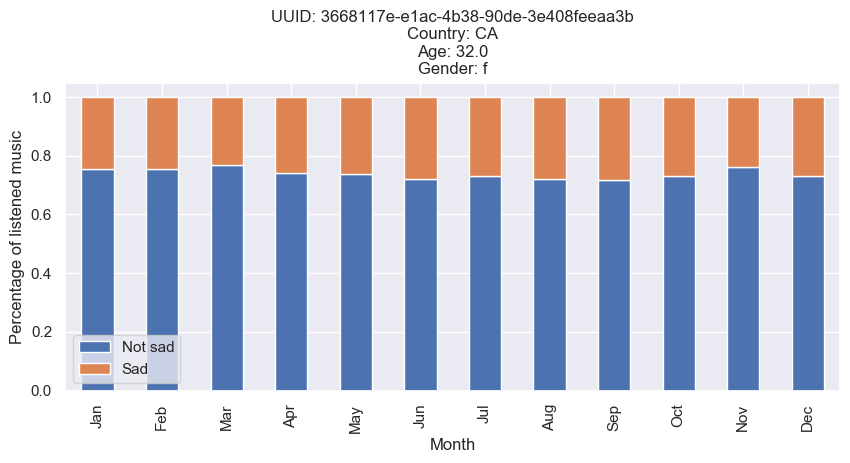 UUID: 3668117e-e1ac-4b38-90de-3e408feeaa3b
Country: CA
Age: 32.0
Gender: f
Percentage of listened music
1.0
0.8
0.6
0.4
0.2
0.0
Not sad
Sad
Jan Feb Mar Apr May Jun Jul Aug Sep Oct Nov Dec
Month